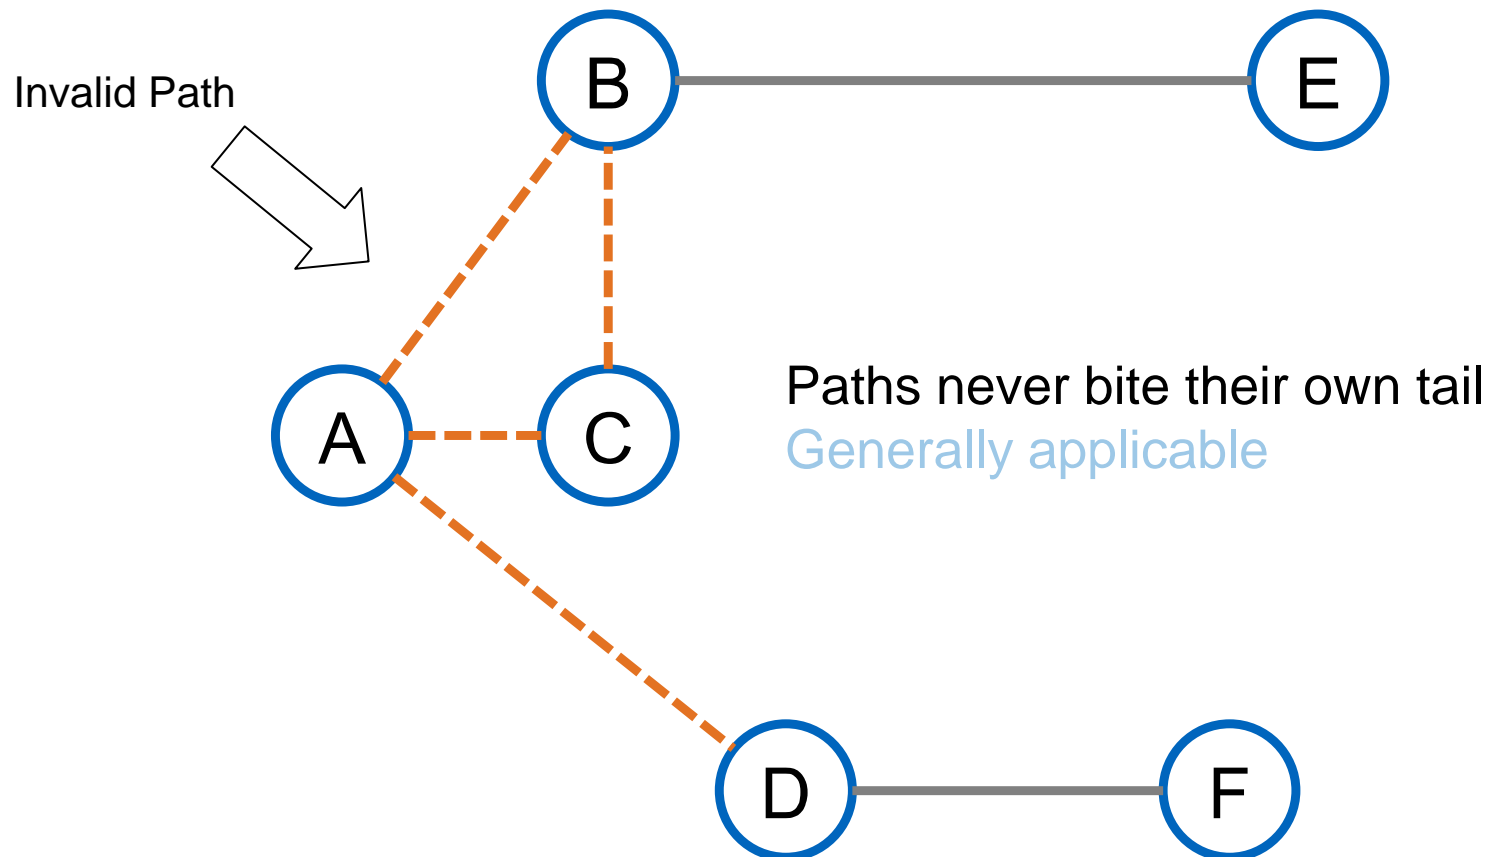 B
E
Invalid Path
Paths never bite their own tail
A
C
Generally applicable
D
F